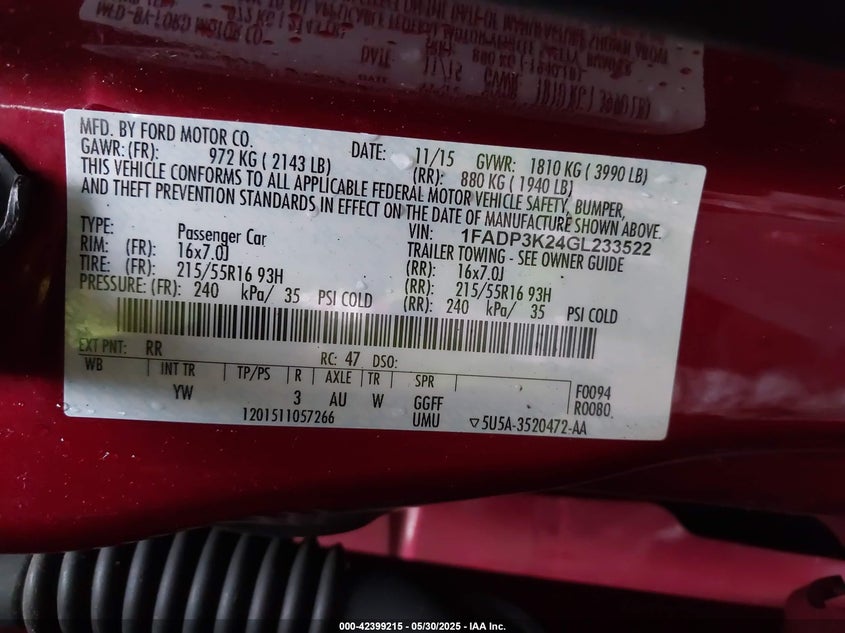 MFD. BY FORD MOTOR CO.
DATE: 11/15 GVWR: 1810 KG ( 3990 LB)
GAWR: (FR): 972 KG ( 2143 LB) (RR): 880 KG ( 1940 LB)
THIS VEHICLE CONFORMS TO ALL APPLICABLE FEDERAL MOTOR VEHICLE SAFETY, BUMPER,
AND THEFT PREVENTION STANDARDS IN EFFECT ON THE DATE OF MANUFACTURE SHOWN ABOVE.
VIN: 1FADP3K24GL233522
TYPE: Passenger Car TRAILER TOWING - SEE OWNER GUIDE
RIM: (FR): 16x7.0J (RR): 16x7.0J
TIRE: (FR): 215/55R16 93H (RR): 215/55R16 93H
PRESSURE: (FR): 240 kPa/ 35 PSI COLD (RR): 240 kPa/ 35 PSI COLD
EXT PNT: RR RC: 47 DSO:
WB INT TR TP/PS R AXLE TR SPR F0094
YW 3 AU W GGFF R0080
1201511057266 UMU ▽5U5A-3520472-AA
000-42399215 - 05/30/2025 - IAA Inc.